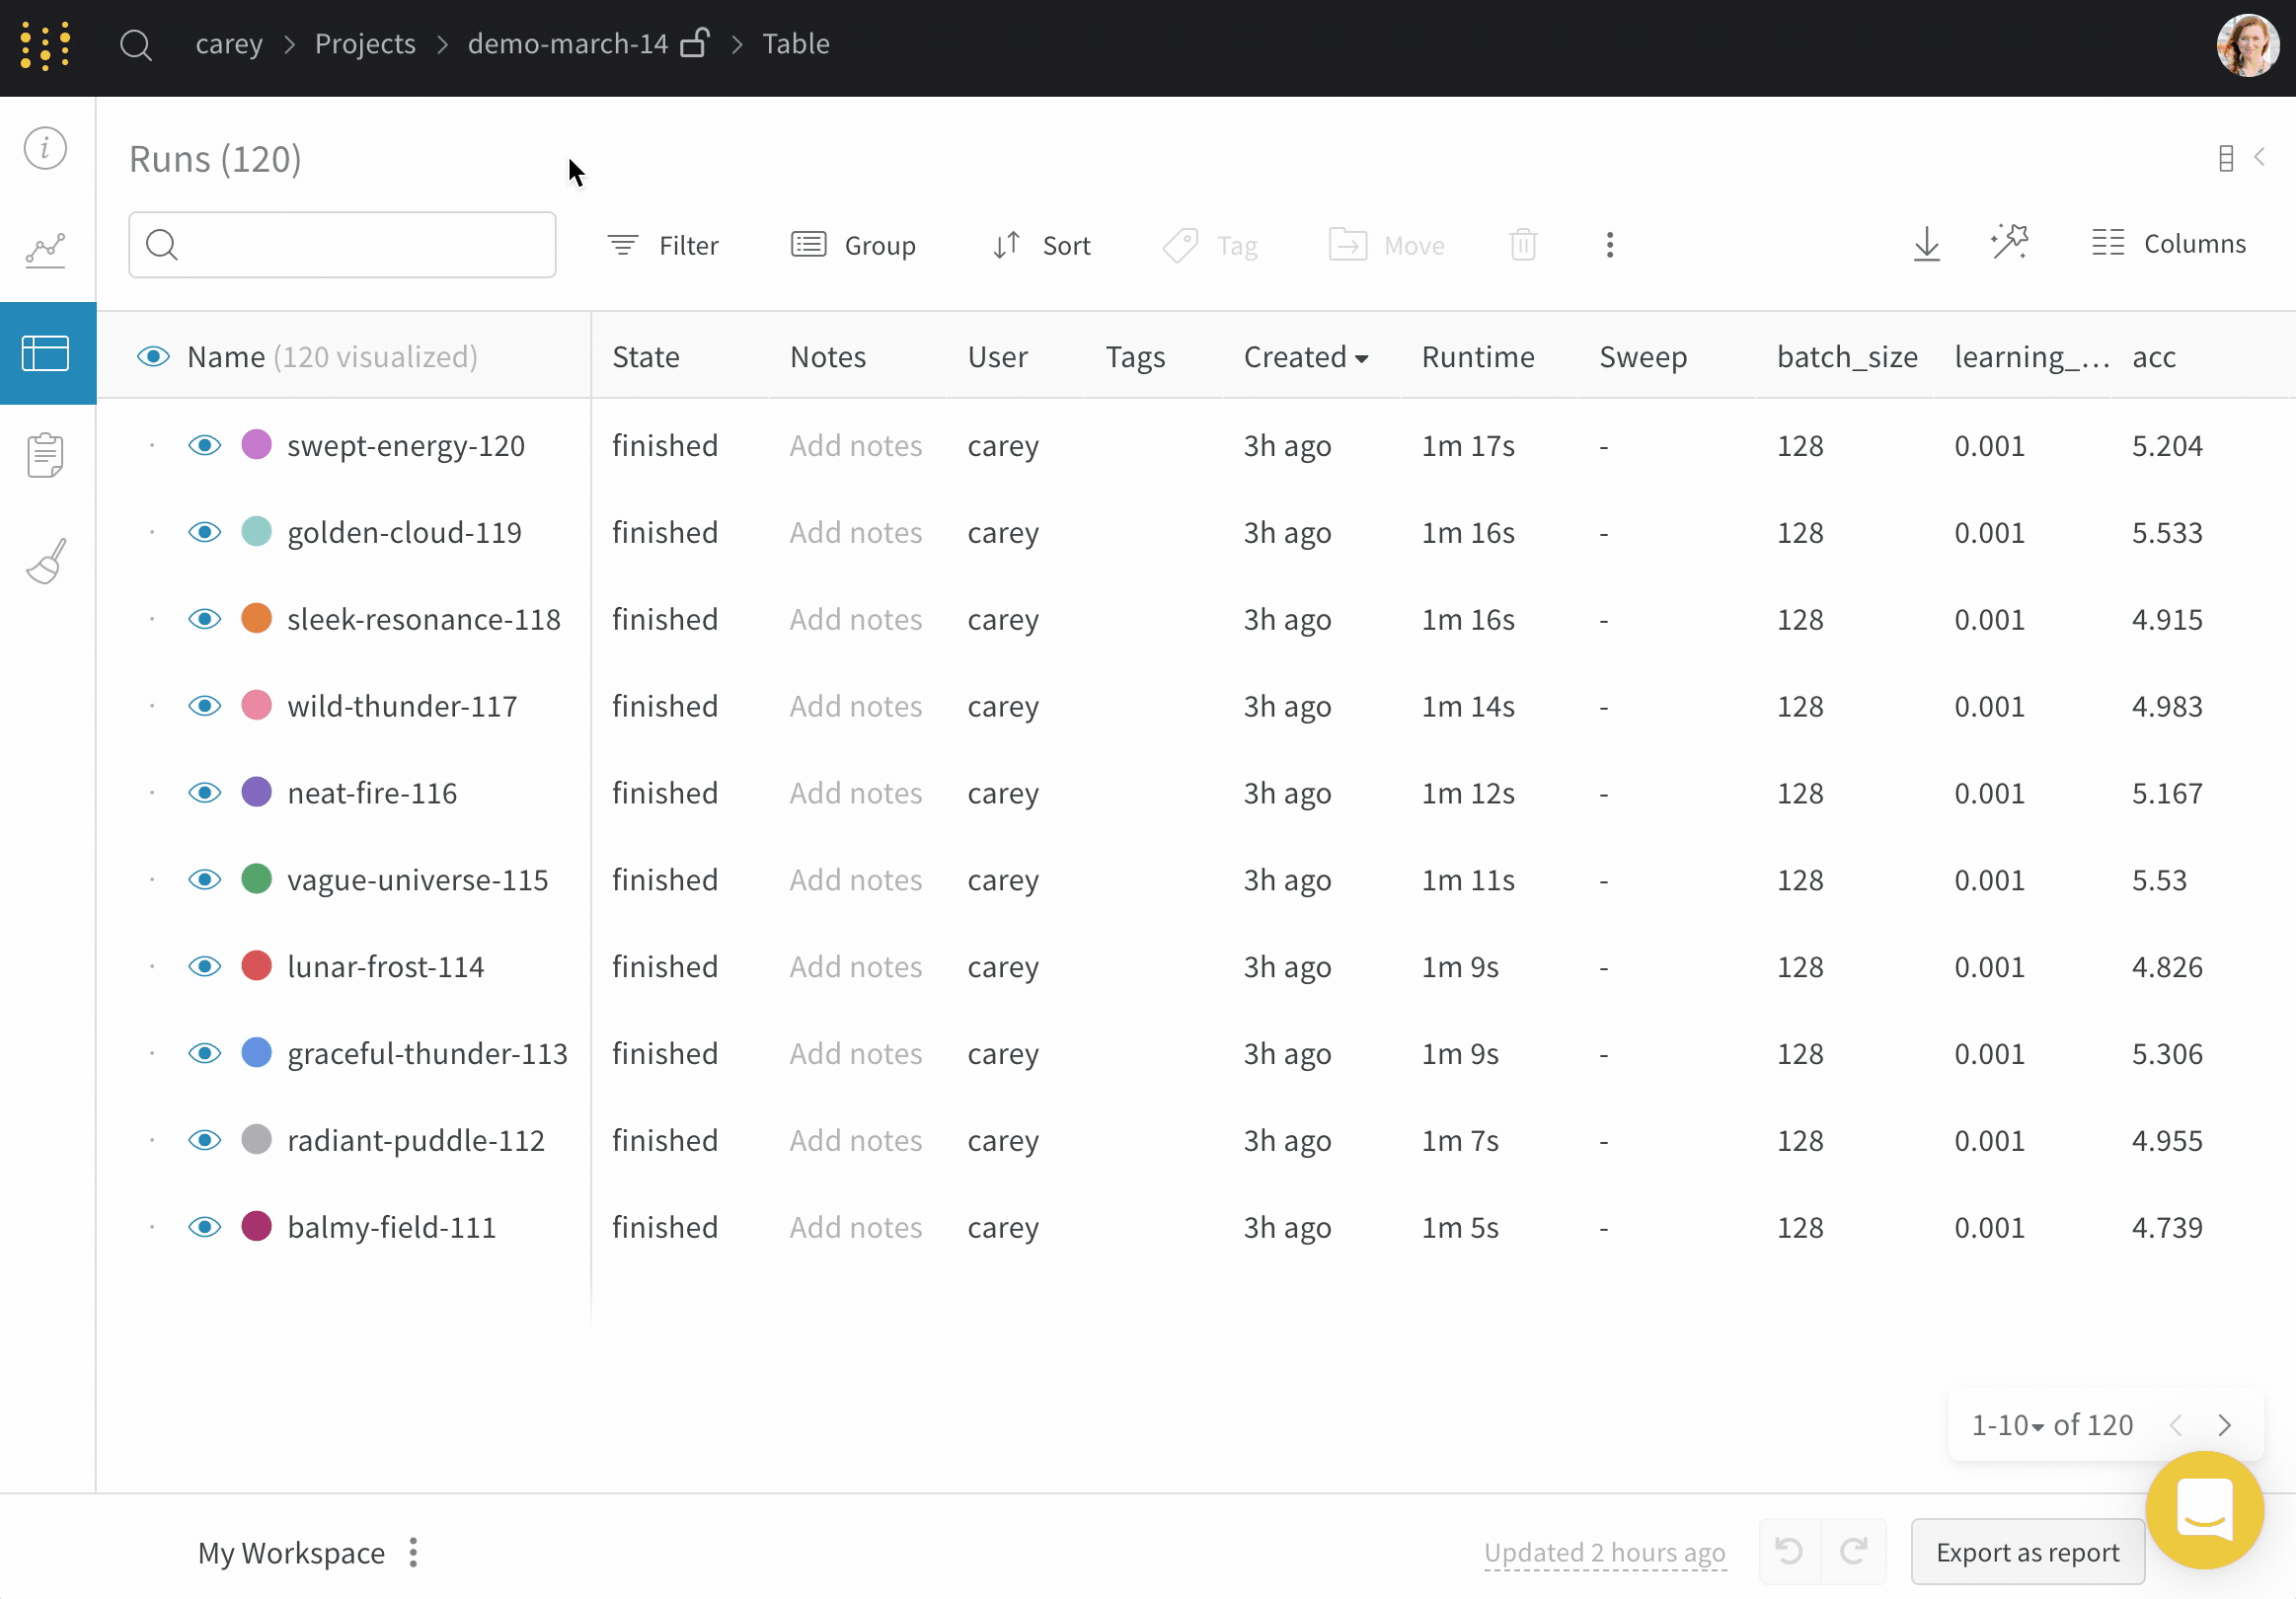 carey > Projects > demo-march-14 > Table
Runs (120)
Filter Group Sort Tag Move Columns
Name (120 visualized) State Notes User Tags Created Runtime Sweep batch_size learning_... acc
swept-energy-120 finished Add notes carey 3h ago 1m 17s - 128 0.001 5.204
golden-cloud-119 finished Add notes carey 3h ago 1m 16s - 128 0.001 5.533
sleek-resonance-118 finished Add notes carey 3h ago 1m 16s - 128 0.001 4.915
wild-thunder-117 finished Add notes carey 3h ago 1m 14s - 128 0.001 4.983
neat-fire-116 finished Add notes carey 3h ago 1m 12s - 128 0.001 5.167
vague-universe-115 finished Add notes carey 3h ago 1m 11s - 128 0.001 5.53
lunar-frost-114 finished Add notes carey 3h ago 1m 9s - 128 0.001 4.826
graceful-thunder-113 finished Add notes carey 3h ago 1m 9s - 128 0.001 5.306
radiant-puddle-112 finished Add notes carey 3h ago 1m 7s - 128 0.001 4.955
balmy-field-111 finished Add notes carey 3h ago 1m 5s - 128 0.001 4.739
1-10 of 120
My Workspace Updated 2 hours ago Export as report